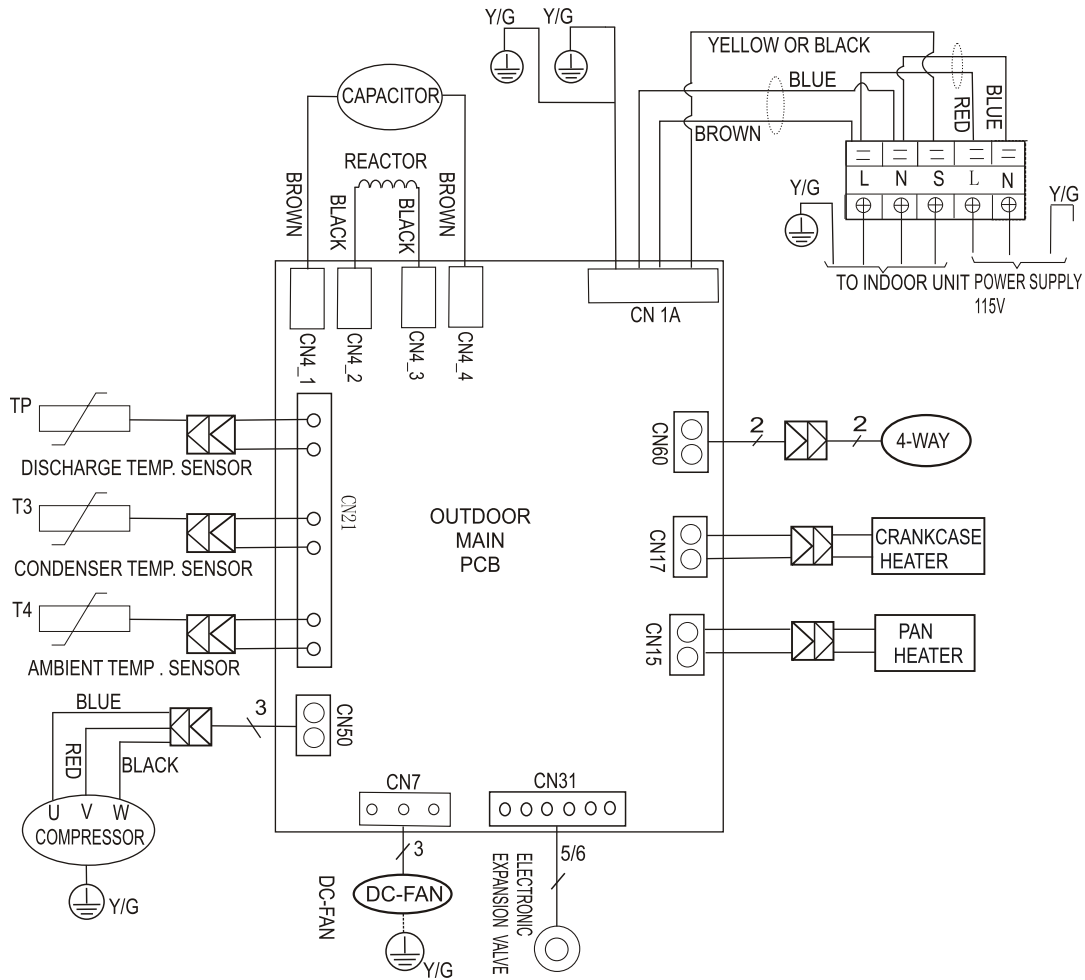 Y/G
Y/G
YELLOW OR BLACK
BLUE
BROWN
RED
BLUE
CAPACITOR
REACTOR
BROWN
BLACK
BLACK
BROWN
L N S L N
Y/G
Y/G
TO INDOOR UNIT
POWER SUPPLY
115V
CN 1A
CN4_1
CN4_2
CN4_3
CN4_4
TP
DISCHARGE TEMP. SENSOR
T3
CONDENSER TEMP. SENSOR
T4
AMBIENT TEMP . SENSOR
CN21
OUTDOOR
MAIN
PCB
CN60
2
2
4-WAY
CN17
CRANKCASE
HEATER
CN15
PAN
HEATER
BLUE
RED
BLACK
3
CN50
U V W
COMPRESSOR
Y/G
CN7
3
DC-FAN
DC-FAN
Y/G
CN31
5/6
ELECTRONIC
EXPANSION VALVE